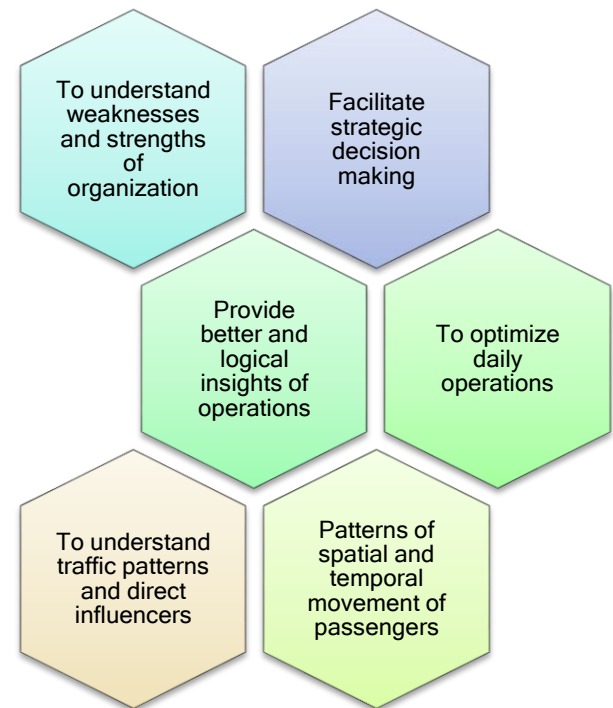 To understand
weaknesses
and strengths
of
organization
Facilitate
strategic
decision
making
Provide
better and
logical
insights of
operations
To optimize
daily
operations
To understand
traffic patterns
and direct
influencers
Patterns of
spatial and
temporal
movement of
passengers